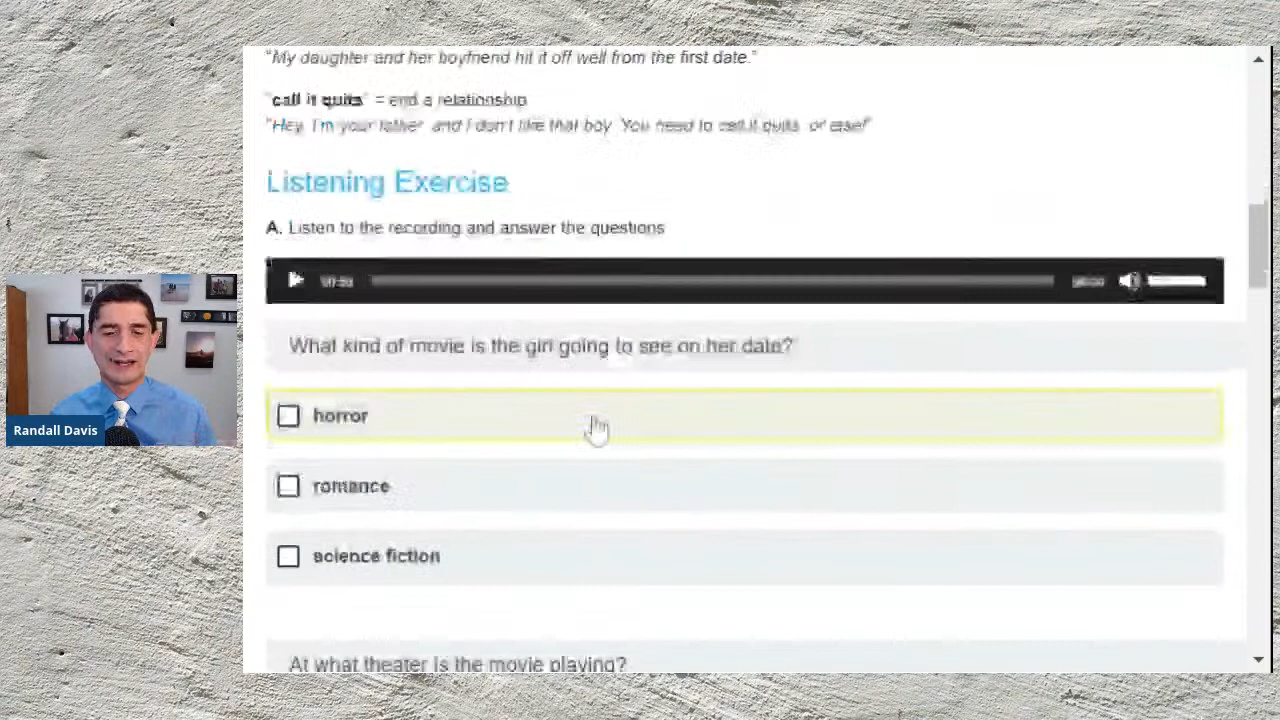 "My daughter and her boyfriend hit it off well from the first date."
"call it quits" = end a relationship
"Hey, I'm your father, and I don't like that boy. You need to call it quits, or else!"
Listening Exercise
A. Listen to the recording and answer the questions
What kind of movie is the girl going to see on her date?
horror
Randall Davis
romance
science fiction
At what theater is the movie playing?